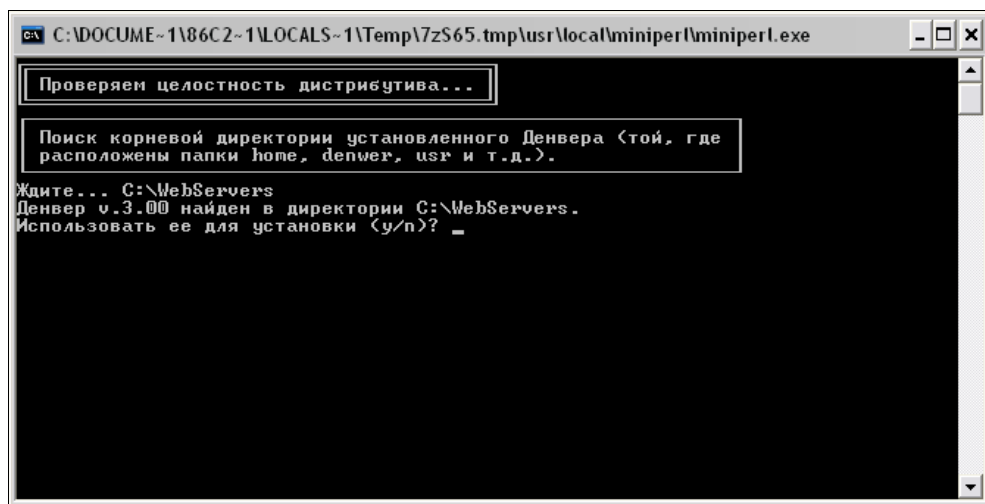 C:\DOCUME~1\86C2~1\LOCALS~1\Temp\7zS65.tmp\usr\local\miniperl\miniperl.exe
Проверяем целостность дистрибутива...
Поиск корневой директории установленного Денвера (той, где
расположены папки home, denwer, usr и т.д.).
Ждите... C:\WebServers
Денвер v.3.00 найден в директории C:\WebServers.
Использовать ее для установки (y/n)? _